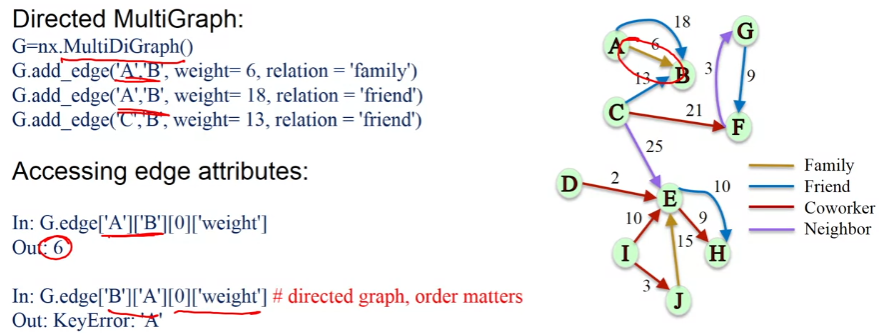 Directed MultiGraph:
G=nx.MultiDiGraph()
G.add_edge('A','B', weight= 6, relation = 'family')
G.add_edge('A','B', weight= 18, relation = 'friend')
G.add_edge('C','B', weight= 13, relation = 'friend')
Accessing edge attributes:
In: G.edge['A']['B'][0]['weight']
Out: 6
In: G.edge['B']['A'][0]['weight'] # directed graph, order matters
Out: KeyError: 'A'
18
A
6
B
13
C
21
G
3
9
F
25
D
2
E
10
10
9
I
15
H
3
J
Family
Friend
Coworker
Neighbor